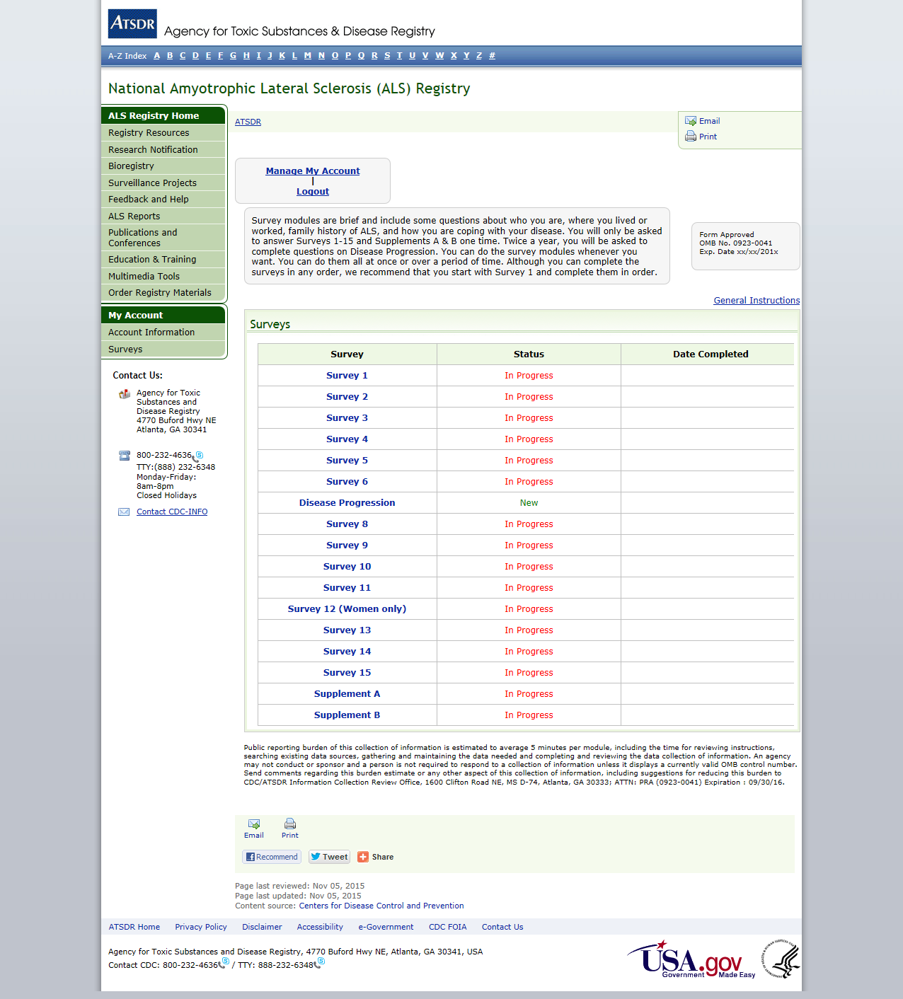 ATSDR Agency for Toxic Substances & Disease Registry
A-Z Index A B C D E F G H I J K L M N O P Q R S T U V W X Y Z #
National Amyotrophic Lateral Sclerosis (ALS) Registry
ALS Registry Home
Registry Resources
Research Notification
Bioregistry
Surveillance Projects
Feedback and Help
ALS Reports
Publications and
Conferences
Education & Training
Multimedia Tools
Order Registry Materials
My Account
Account Information
Surveys
Contact Us:
Agency for Toxic
Substances and
Disease Registry
4770 Buford Hwy NE
Atlanta, GA 30341
800-232-4636
TTY:(888) 232-6348
Monday-Friday:
8am-8pm
Closed Holidays
Contact CDC-INFO
ATSDR
Email
Print
Manage My Account
|
Logout
Survey modules are brief and include some questions about who you are, where you lived or
worked, family history of ALS, and how you are coping with your disease. You will only be asked
to answer Surveys 1-15 and Supplements A & B one time. Twice a year, you will be asked to
complete questions on Disease Progression. You can do the survey modules whenever you
want. You can do them all at once or over a period of time. Although you can complete the
surveys in any order, we recommend that you start with Survey 1 and complete them in order.
Form Approved
OMB No. 0923-0041
Exp. Date xx/xx/201x
General Instructions
Surveys
Survey Status Date Completed
Survey 1 In Progress
Survey 2 In Progress
Survey 3 In Progress
Survey 4 In Progress
Survey 5 In Progress
Survey 6 In Progress
Disease Progression New
Survey 8 In Progress
Survey 9 In Progress
Survey 10 In Progress
Survey 11 In Progress
Survey 12 (Women only) In Progress
Survey 13 In Progress
Survey 14 In Progress
Survey 15 In Progress
Supplement A In Progress
Supplement B In Progress
Public reporting burden of this collection of information is estimated to average 5 minutes per module, including the time for reviewing instructions,
searching existing data sources, gathering and maintaining the data needed and completing and reviewing the data collection of information. An agency
may not conduct or sponsor and a person is not required to respond to a collection of information unless it displays a currently valid OMB control number.
Send comments regarding this burden estimate or any other aspect of this collection of information, including suggestions for reducing this burden to
CDC/ATSDR Information Collection Review Office, 1600 Clifton Road NE, MS D-74, Atlanta, GA 30333; ATTN: PRA (0923-0041) Expiration : 09/30/16.
Email Print
Recommend Tweet Share
Page last reviewed: Nov 05, 2015
Page last updated: Nov 05, 2015
Content source: Centers for Disease Control and Prevention
ATSDR Home Privacy Policy Disclaimer Accessibility e-Government CDC FOIA Contact Us
Agency for Toxic Substances and Disease Registry, 4770 Buford Hwy NE, Atlanta, GA 30341, USA
Contact CDC: 800-232-4636 / TTY: 888-232-6348
USA.gov
Government Made Easy